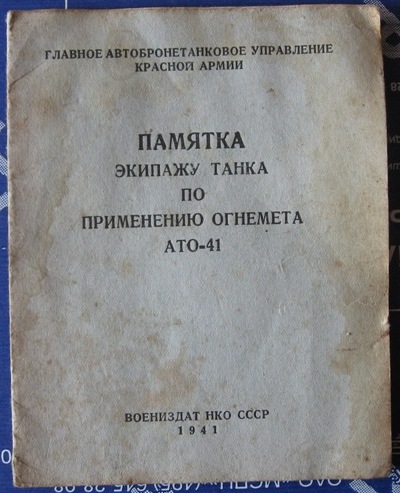 ГЛАВНОЕ АВТОБРОНЕТАНКОВОЕ УПРАВЛЕНИЕ
КРАСНОЙ АРМИИ
ПАМЯТКА
ЭКИПАЖУ ТАНКА
ПО
ПРИМЕНЕНИЮ ОГНЕМЕТА
АТО-41
ВОЕНИЗДАТ НКО СССР
1941